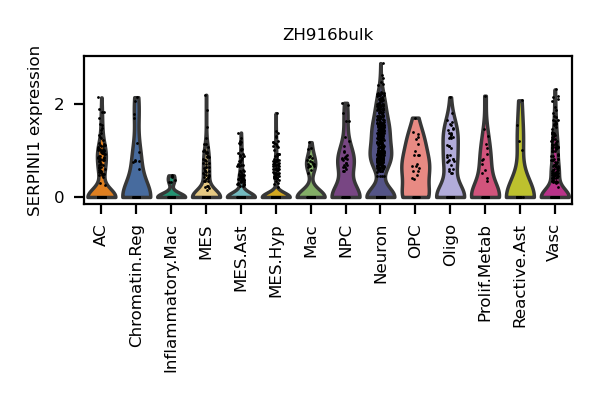 ZH916bulk
SERPINI1 expression
2
0
AC
Chromatin.Reg
Inflammatory.Mac
MES
MES.Ast
MES.Hyp
Mac
NPC
Neuron
OPC
Oligo
Prolif.Metab
Reactive.Ast
Vasc